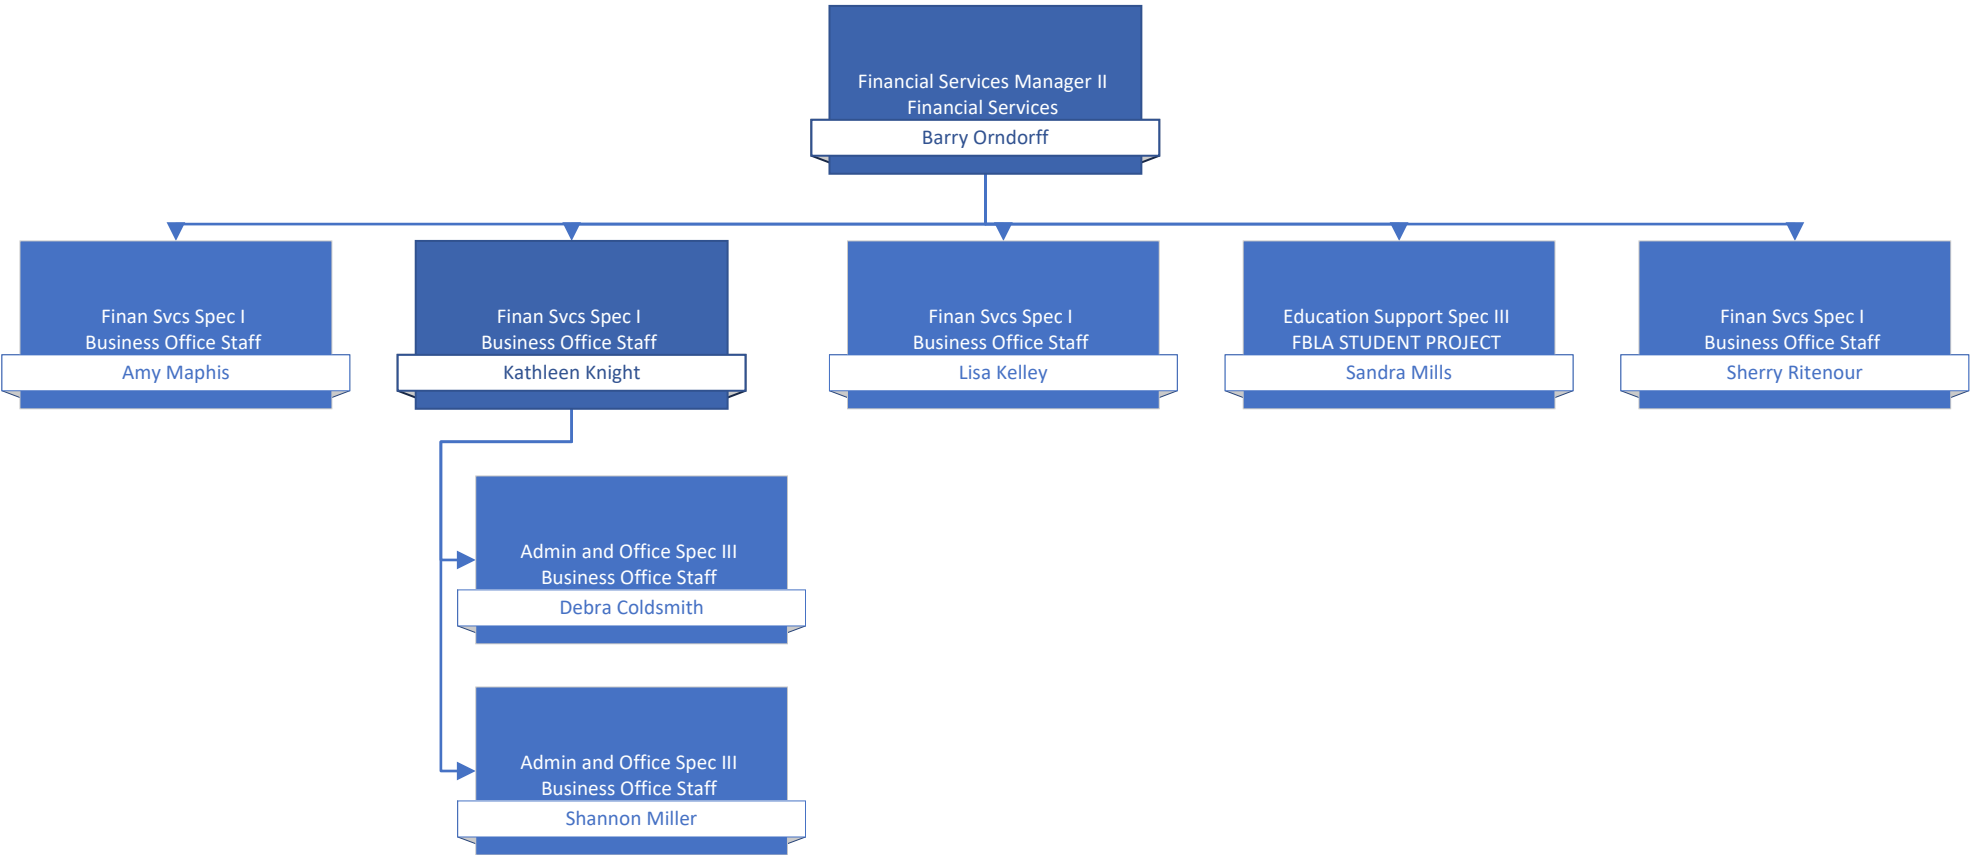 Financial Services Manager II
Financial Services
Barry Orndorff
Finan Svcs Spec I
Business Office Staff
Amy Maphis
Finan Svcs Spec I
Business Office Staff
Kathleen Knight
Finan Svcs Spec I
Business Office Staff
Lisa Kelley
Education Support Spec III
FBLA STUDENT PROJECT
Sandra Mills
Finan Svcs Spec I
Business Office Staff
Sherry Ritenour
Admin and Office Spec III
Business Office Staff
Debra Coldsmith
Admin and Office Spec III
Business Office Staff
Shannon Miller